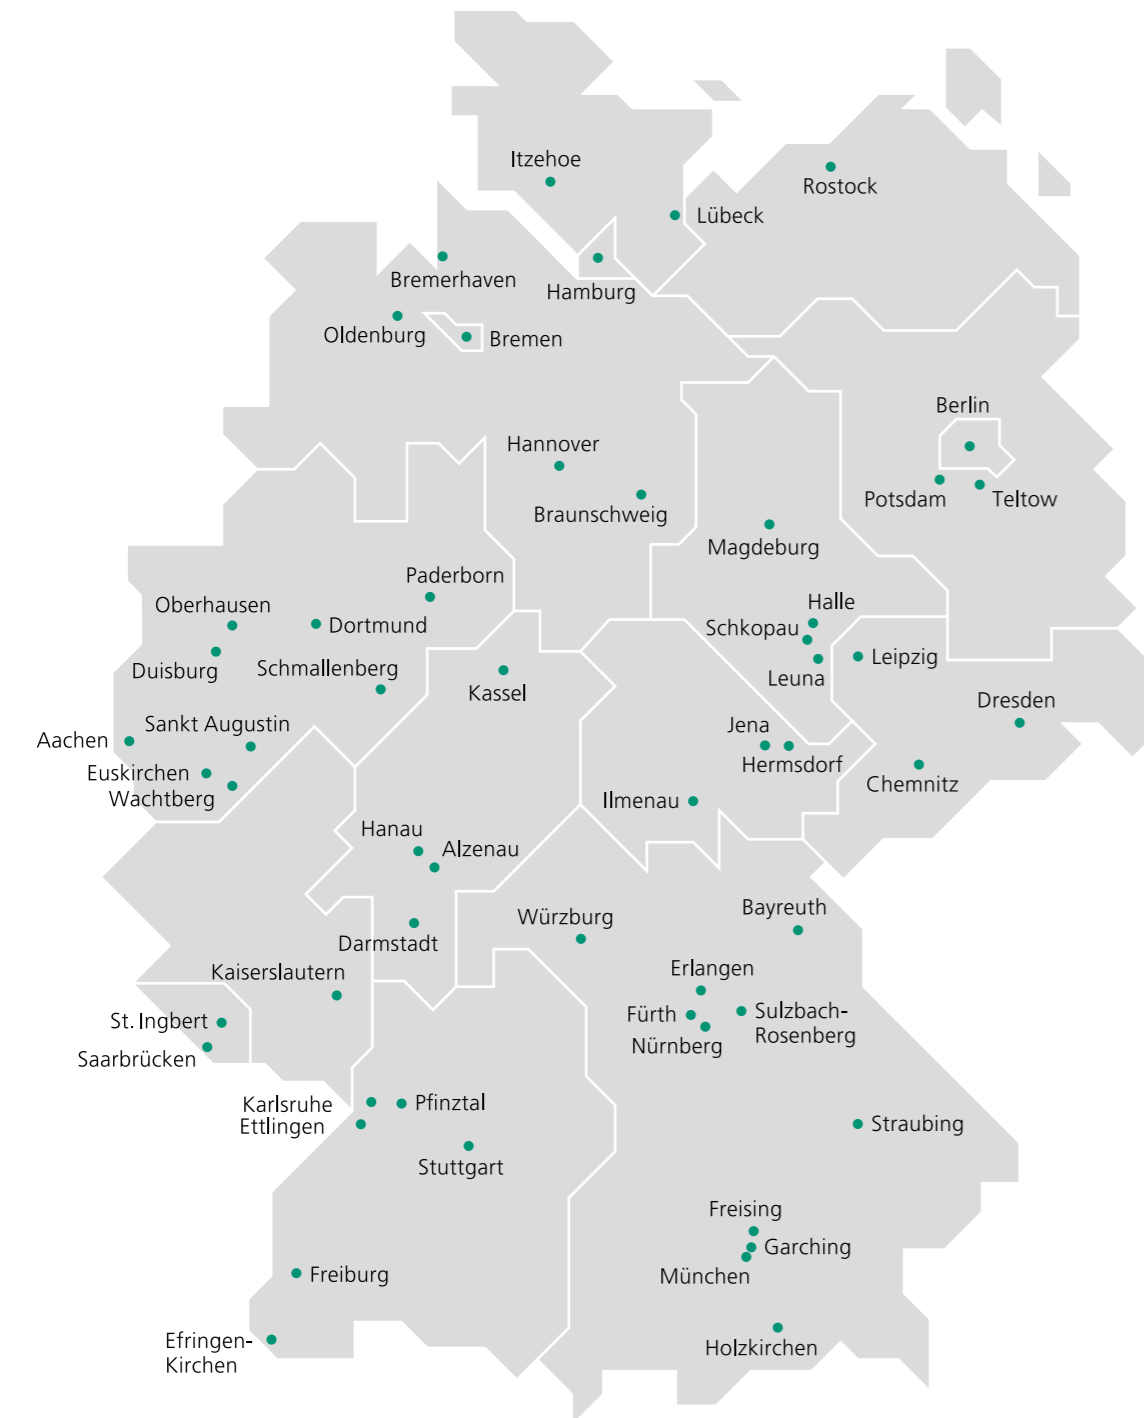 Itzehoe
Rostock
Lübeck
Bremerhaven
Hamburg
Oldenburg
Bremen
Berlin
Hannover
Potsdam
Teltow
Braunschweig
Magdeburg
Paderborn
Oberhausen
Halle
Dortmund
Schkopau
Duisburg
Schmallenberg
Leipzig
Leuna
Kassel
Dresden
Sankt Augustin
Jena
Aachen
Hermsdorf
Euskirchen
Chemnitz
Wachtberg
Ilmenau
Hanau
Alzenau
Würzburg
Bayreuth
Darmstadt
Kaiserslautern
Erlangen
St. Ingbert
Fürth
Sulzbach-
Rosenberg
Nürnberg
Saarbrücken
Karlsruhe
Pfinztal
Ettlingen
Straubing
Stuttgart
Freising
Garching
Freiburg
München
Efringen-
Kirchen
Holzkirchen